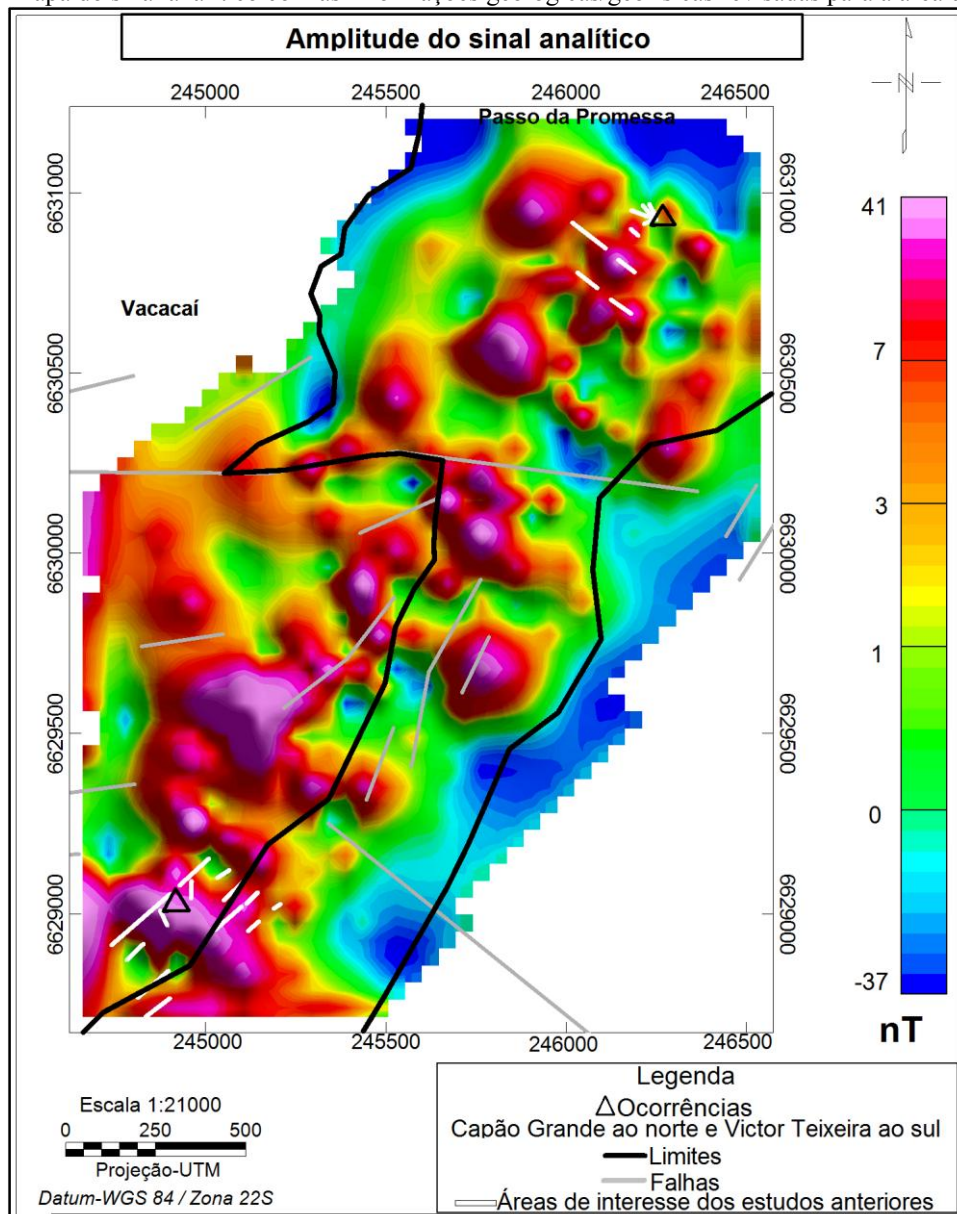 Amplitude do sinal analítico
N
245000 245500 246000 246500
Passo da Promessa
6631000
6631000
41
Vacacaí
7
6630500
6630500
3
6630000
6630000
1
6629500
6629500
0
6629000
6629000
-37
nT
245000 245500 246000 246500
Legenda
Ocorrências
Capão Grande ao norte e Victor Teixeira ao sul
Limites
Falhas
Áreas de interesse dos estudos anteriores
Escala 1:21000
0 250 500
Projeção-UTM
Datum-WGS 84 / Zona 22S